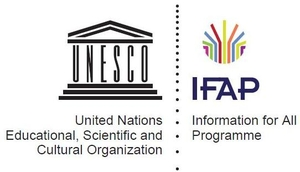 UNESCO
United Nations
Educational, Scientific and
Cultural Organization
IFAP
Information for All
Programme